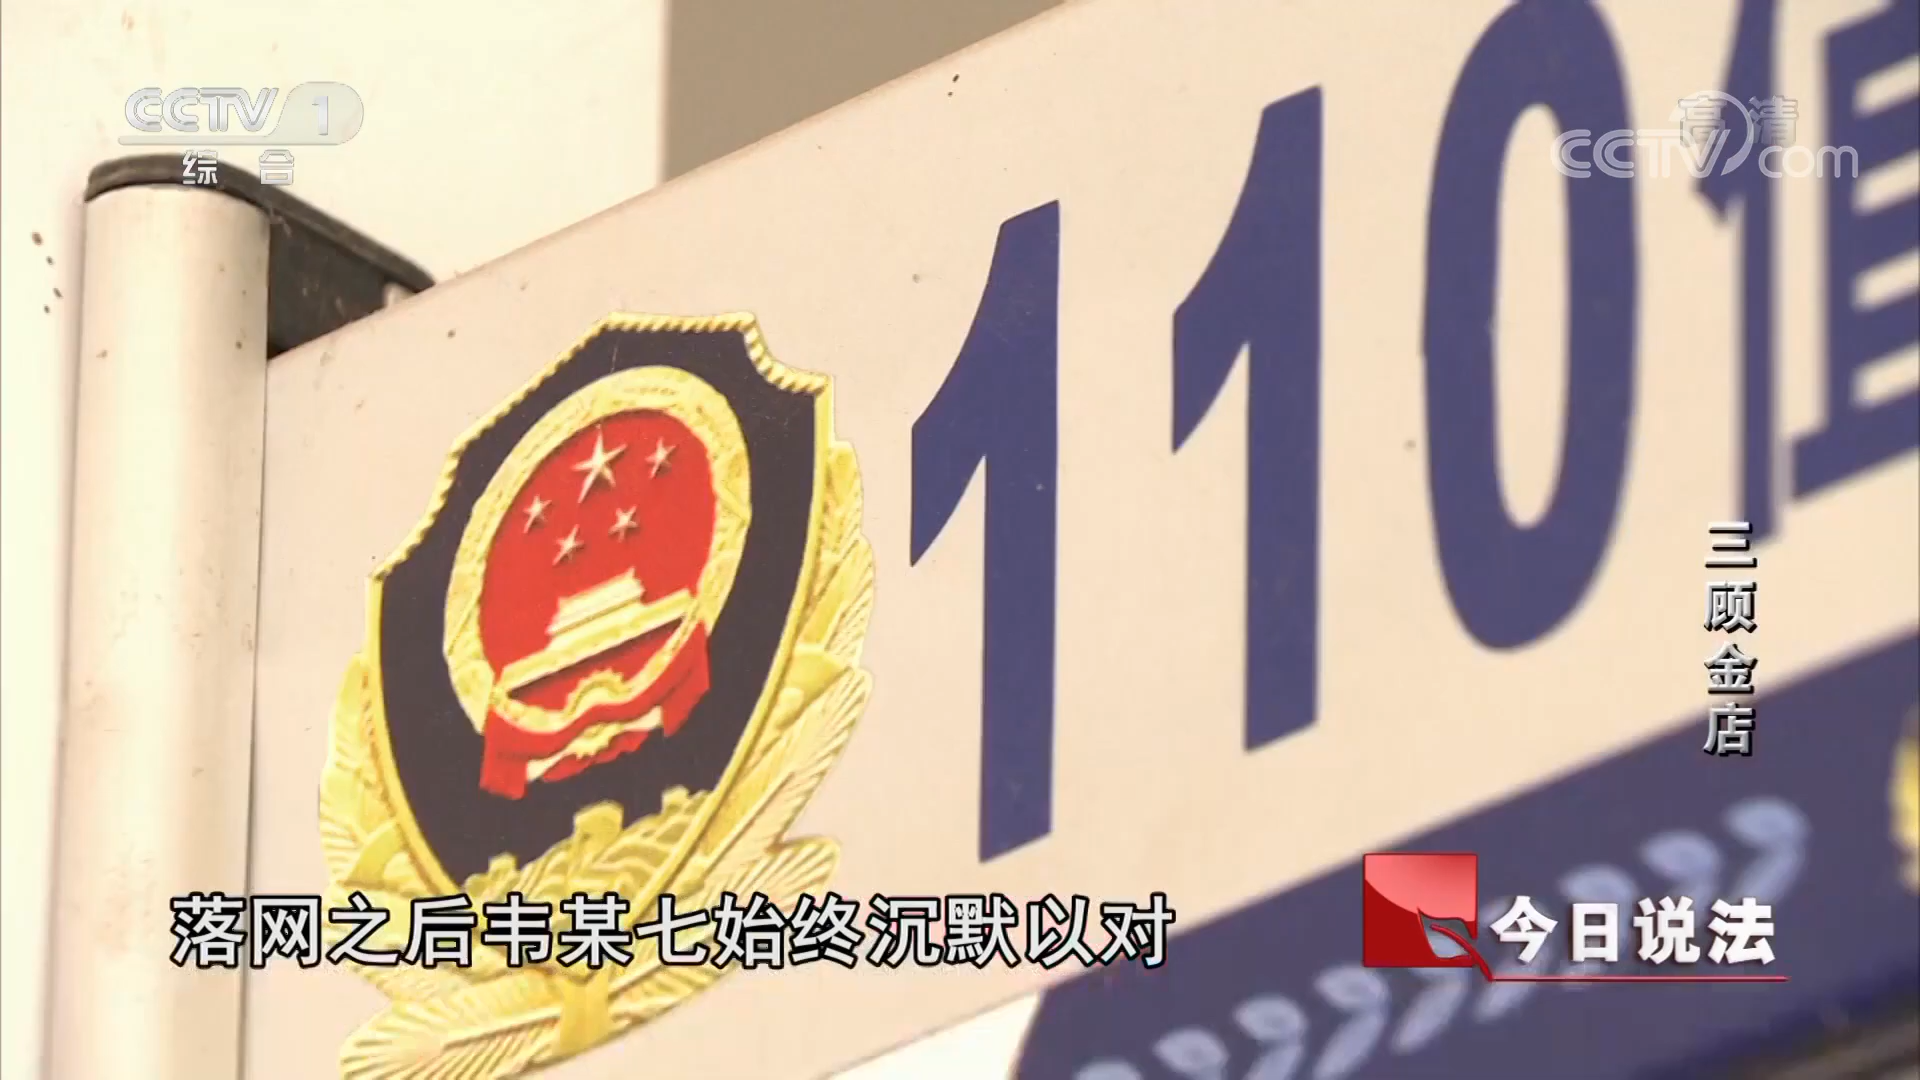 CCTV 1
综合
高清
CCTV com
110
三顾金店
落网之后韦某七始终沉默以对
今日说法